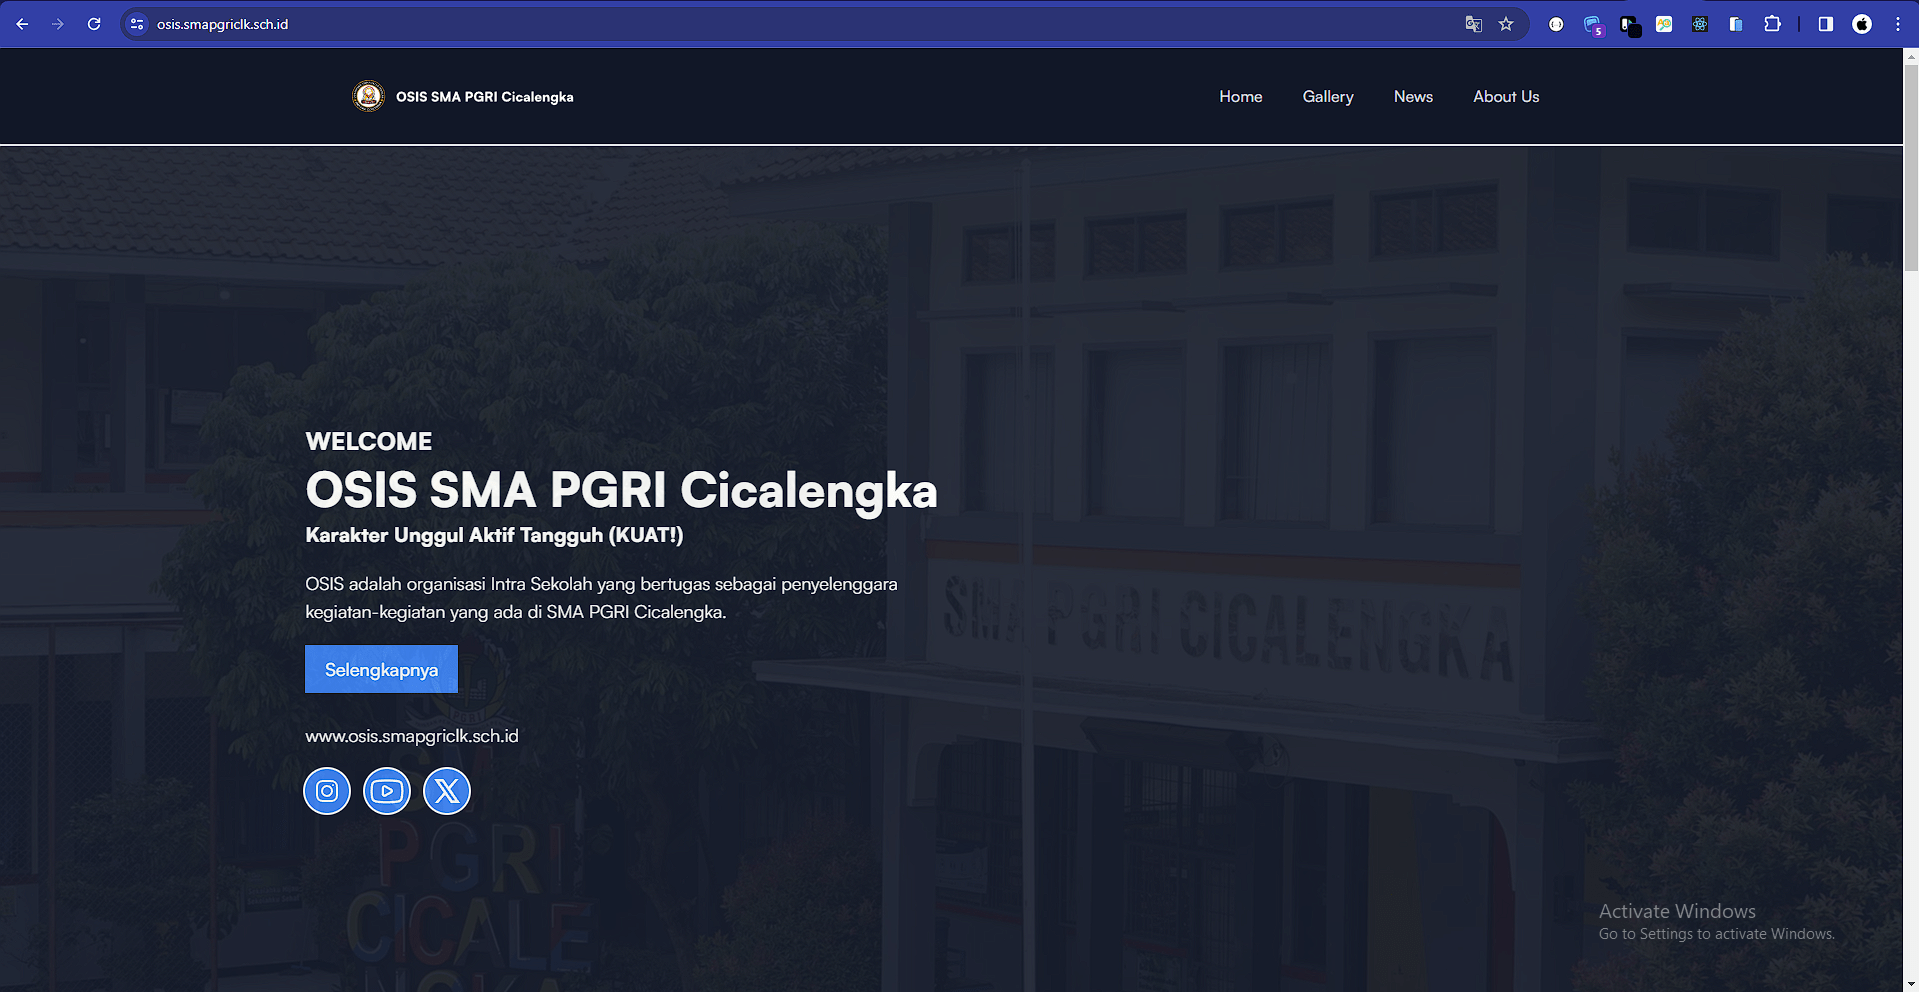 osis.smapgriclk.sch.id
5
OSIS SMA PGRI Cicalengka
Home
Gallery
News
About Us
WELCOME
OSIS SMA PGRI Cicalengka
Karakter Unggul Aktif Tangguh (KUAT!)
OSIS adalah organisasi Intra Sekolah yang bertugas sebagai penyelenggara
kegiatan-kegiatan yang ada di SMA PGRI Cicalengka.
SMA PGRI CICALENGKA
Selengkapnya
www.osis.smapgriclk.sch.id
PGRI
CICALE
NGKA
Activate Windows
Go to Settings to activate Windows.